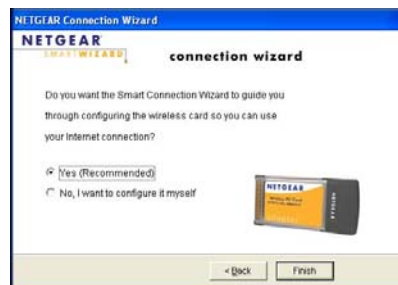 NETGEAR Connection Wizard
NETGEAR
SMARTWIZARD
connection wizard
Do you want the Smart Connection Wizard to guide you
through configuring the wireless card so you can use
your Internet connection?
Yes (Recommended)
No, I want to configure it myself
NETGEAR
NETGEAR
< Back
Finish